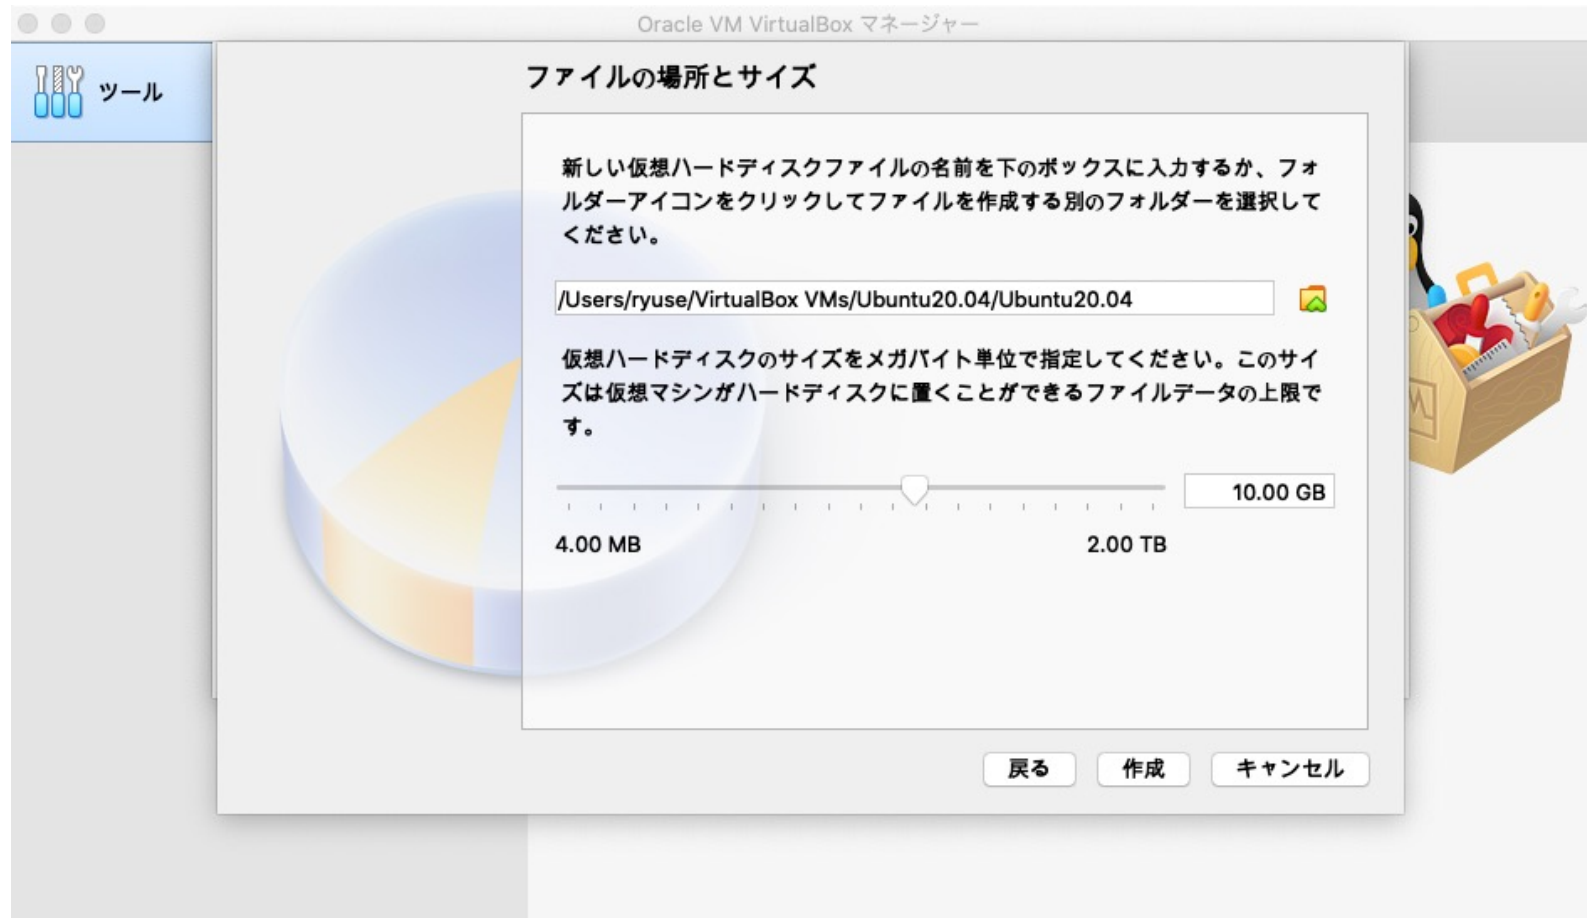 Oracle VM VirtualBox マネージャー
ツール
ファイルの場所とサイズ
新しい仮想ハードディスクファイルの名前を下のボックスに入力するか、フォ
ルダーアイコンをクリックしてファイルを作成する別のフォルダーを選択して
ください。
/Users/ryuse/VirtualBox VMs/Ubuntu20.04/Ubuntu20.04
仮想ハードディスクのサイズをメガバイト単位で指定してください。このサイ
ズは仮想マシンがハードディスクに置くことができるファイルデータの上限で
す。
10.00 GB
4.00 MB
2.00 TB
戻る
作成
キャンセル